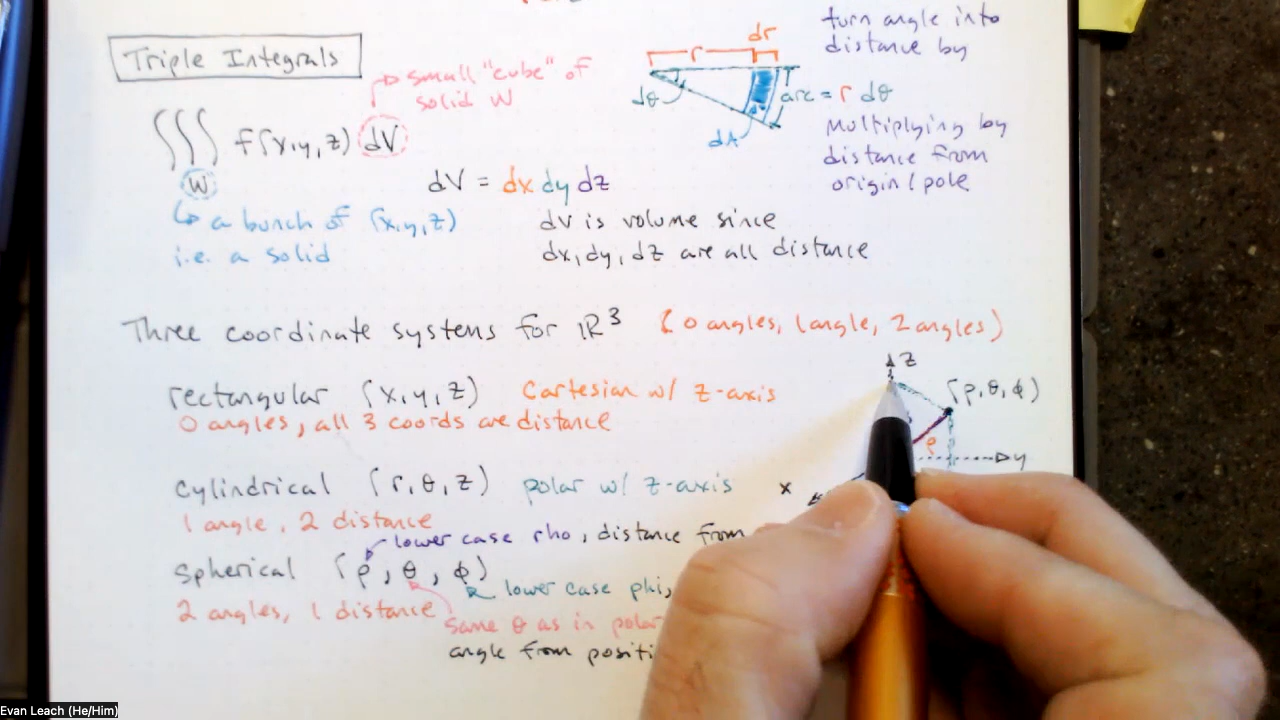 Triple Integrals
small "cube" of
solid W
∫∫∫ f(x,y,z) dV
W
a bunch of (x,y,z)
i.e. a solid
dV = dx dy dz
dV is volume since
dx, dy, dz are all distance
r
dr
dθ
arc = r dθ
dA
turn angle into
distance by
multiplying by
distance from
origin / pole
Three coordinate systems for ℝ³ (0 angles, 1 angle, 2 angles)
rectangular (x,y,z) Cartesian w/ z-axis
0 angles, all 3 coords are distance
cylindrical (r,θ,z) polar w/ z-axis
1 angle, 2 distance
lower case rho, distance from
spherical (ρ,θ,ϕ)
lower case phi,
2 angles, 1 distance
same θ as in polar
angle from
z
(ρ,θ,ϕ)
ρ
y
x
Evan Leach (He/Him)